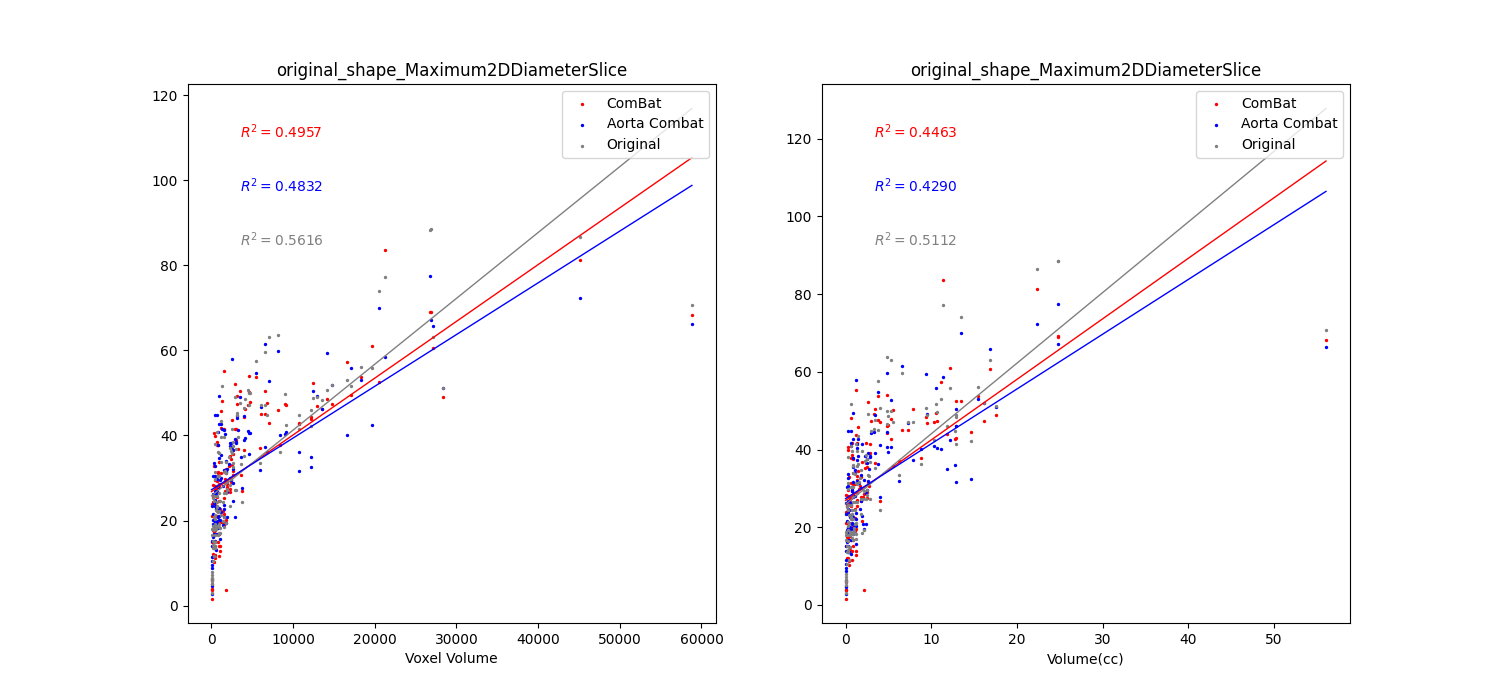 original_shape_Maximum2DDiameterSlice
120
100
80
60
40
20
0
R² = 0.4957
R² = 0.4832
R² = 0.5616
ComBat
Aorta Combat
Original
0 10000 20000 30000 40000 50000 60000
Voxel Volume
original_shape_Maximum2DDiameterSlice
120
100
80
60
40
20
0
R² = 0.4463
R² = 0.4290
R² = 0.5112
ComBat
Aorta Combat
Original
0 10 20 30 40 50
Volume(cc)